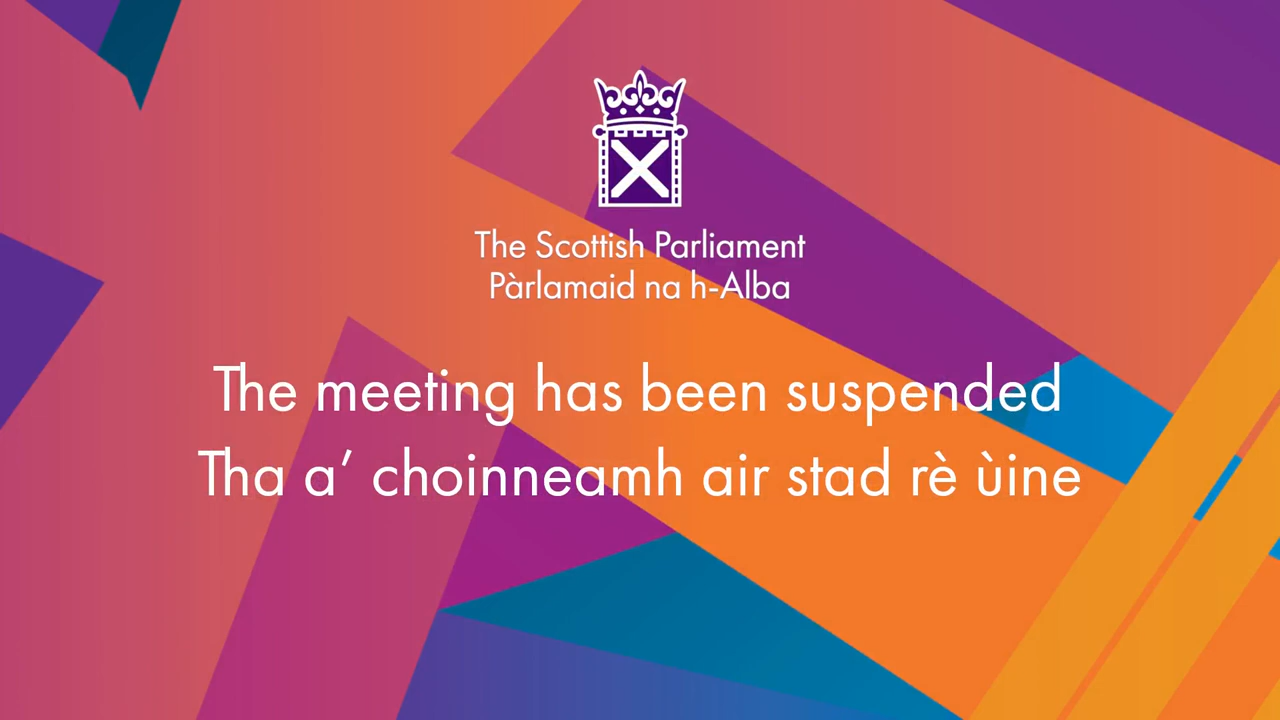 The Scottish Parliament
Pàrlamaid na h-Alba
The meeting has been suspended
Tha a’ choinneamh air stad rè ùine